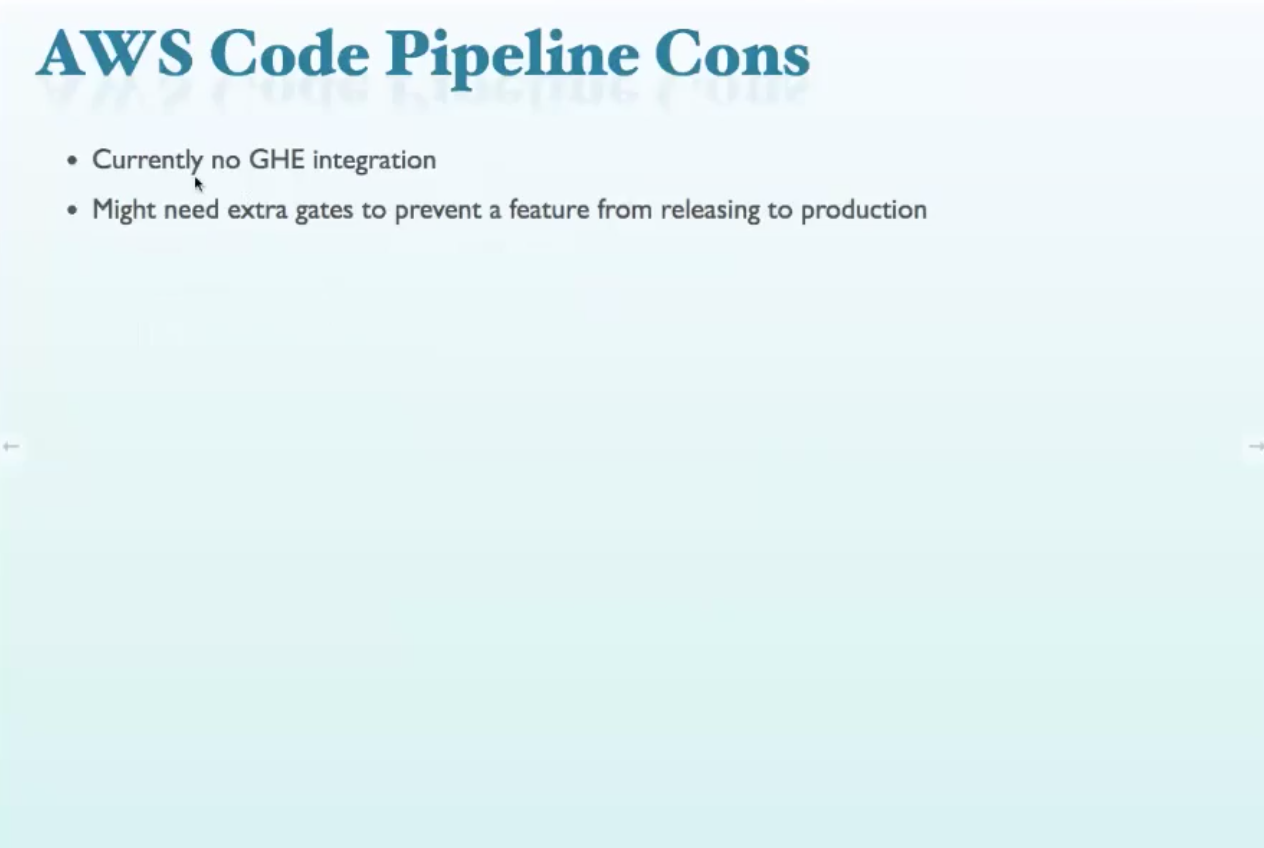 AWS Code Pipeline Cons
• Currently no GHE integration
• Might need extra gates to prevent a feature from releasing to production